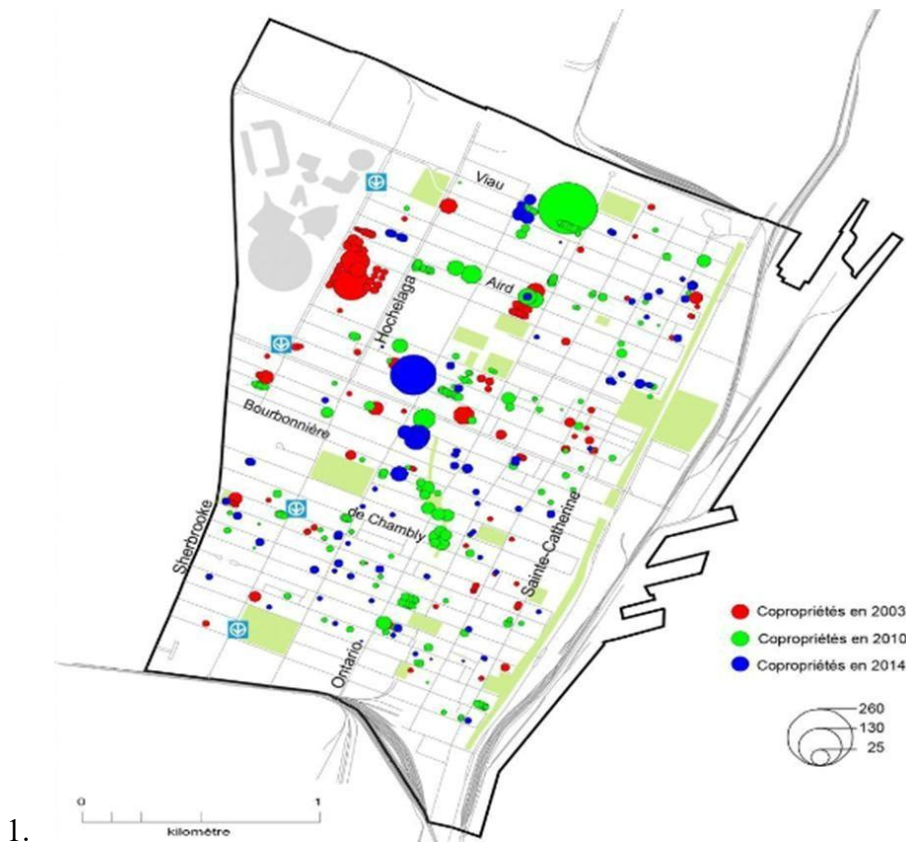 Viau
Aird
Hochelaga
Bourbonnière
de Chambly
Sherbrooke
Sainte-Catherine
Ontario
Copropriétés en 2003
Copropriétés en 2010
Copropriétés en 2014
260
130
25
0 1
kilomètre
1.